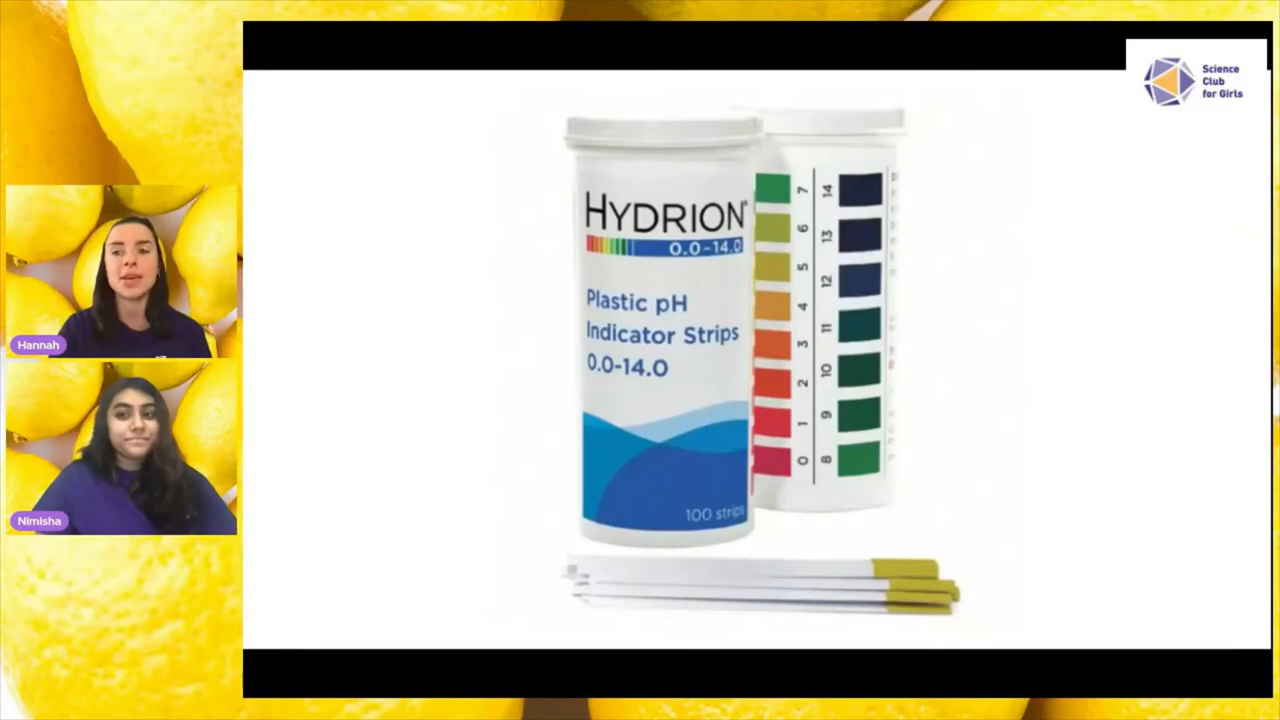 Science
Club
for Girls
HYDRION
0.0-14.0
Plastic pH
Indicator Strips
0.0-14.0
100 strips
7
6
5
4
3
2
1
0
14
13
12
11
10
9
8
Hannah
Nimisha